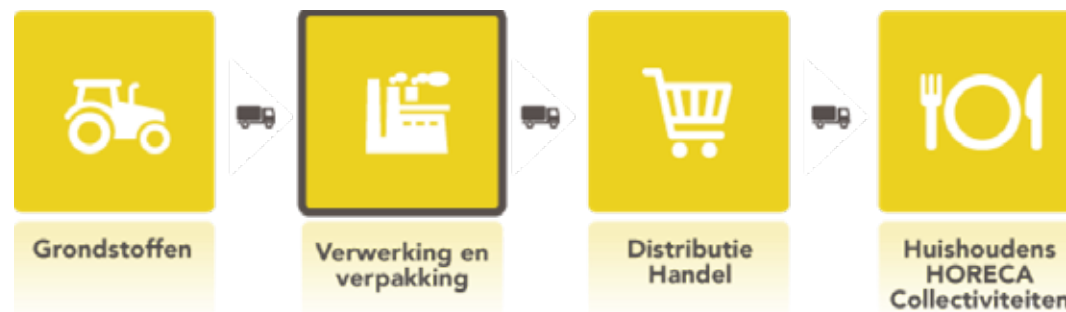 Grondstoffen
Verwerking en
verpakking
Distributie
Handel
Huishoudens
HORECA
Collectiviteiten